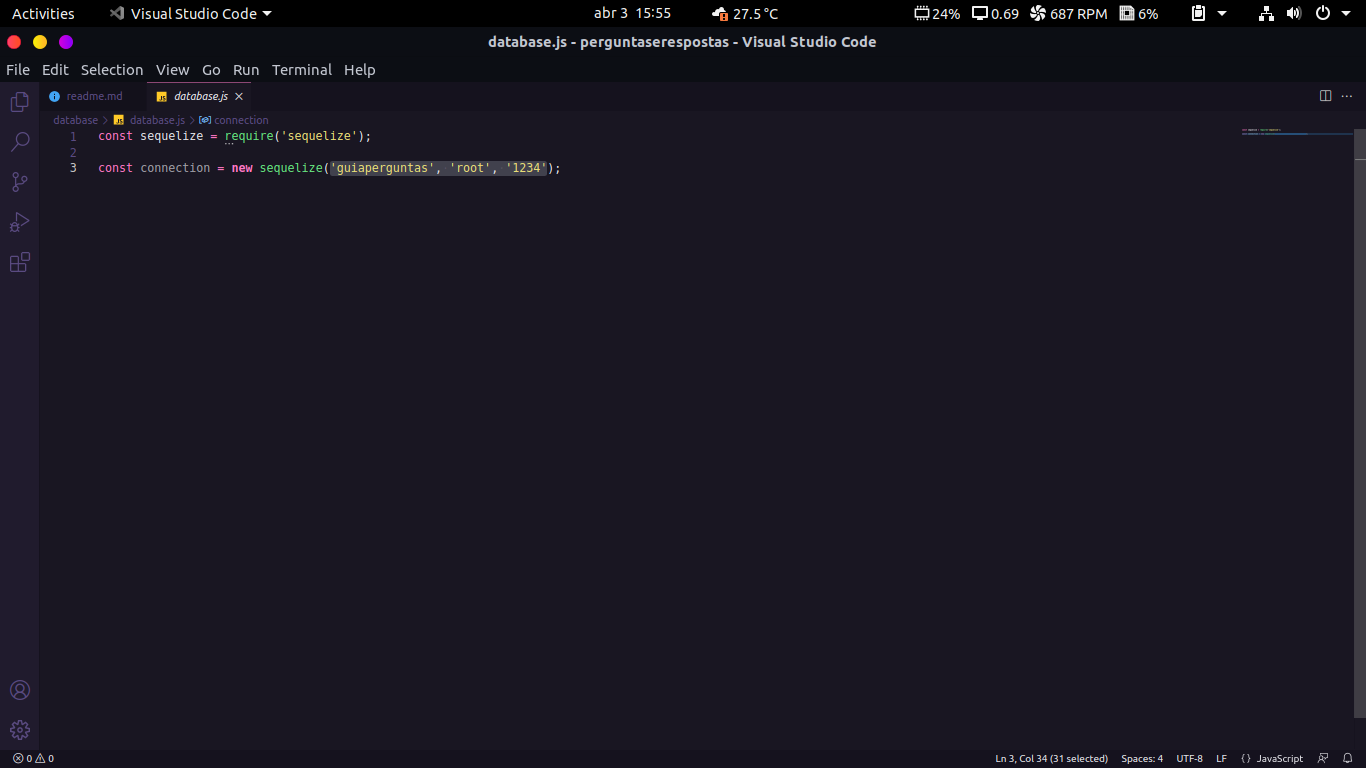 Activities Visual Studio Code abr 3 15:55 27.5 °C 24% 0.69 687 RPM 6%
database.js - perguntaserespostas - Visual Studio Code
File Edit Selection View Go Run Terminal Help
readme.md database.js
database > database.js > connection
1 const sequelize = require('sequelize');
2
3 const connection = new sequelize('guiaperguntas', 'root', '1234');
0 0 Ln 3, Col 34 (31 selected) Spaces: 4 UTF-8 LF {} JavaScript